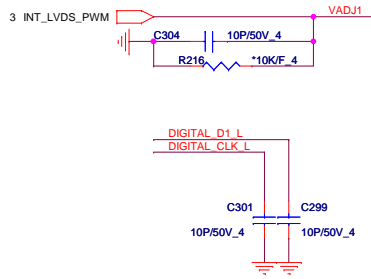 VADJ1
3 INT_LVDS_PWM
C304 10P/50V_4
R216 *10K/F_4
DIGITAL_D1_L
DIGITAL_CLK_L
C301 C299
10P/50V_4 10P/50V_4